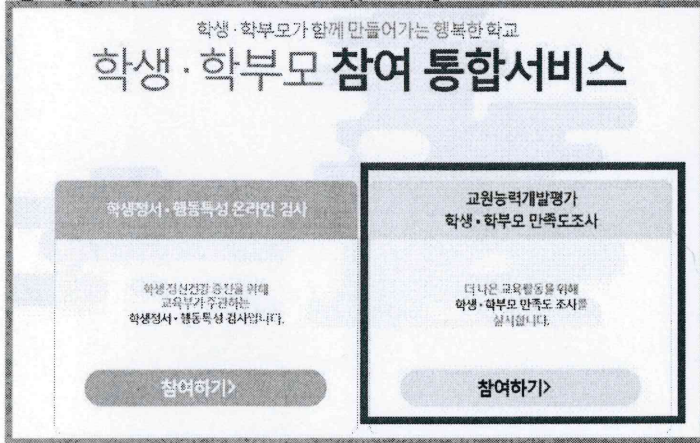 학생·학부모가 함께 만들어가는 행복한 학교
학생·학부모 참여 통합서비스
학생정서·행동특성 온라인 검사
학생 정신건강 증진을 위해
교육부가 주관하는
학생정서·행동특성 검사입니다.
참여하기>
교원능력개발평가
학생·학부모 만족도조사
더 나은 교육활동을 위해
학생·학부모 만족도 조사를
실시합니다.
참여하기>